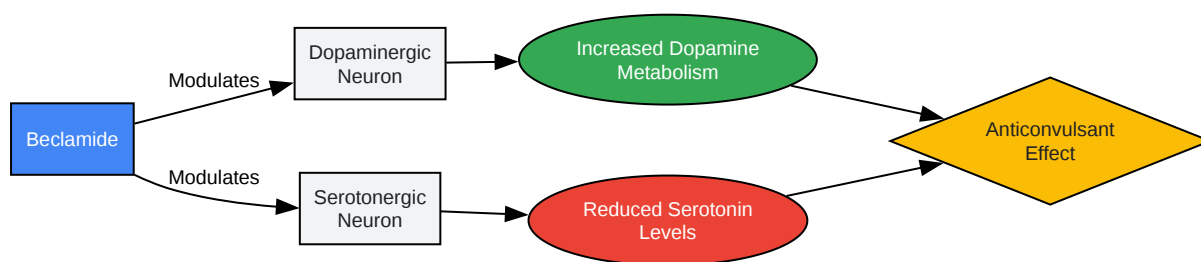 Beclamide
Modulates
Dopaminergic
Neuron
Increased Dopamine
Metabolism
Modulates
Serotonergic
Neuron
Reduced Serotonin
Levels
Anticonvulsant
Effect